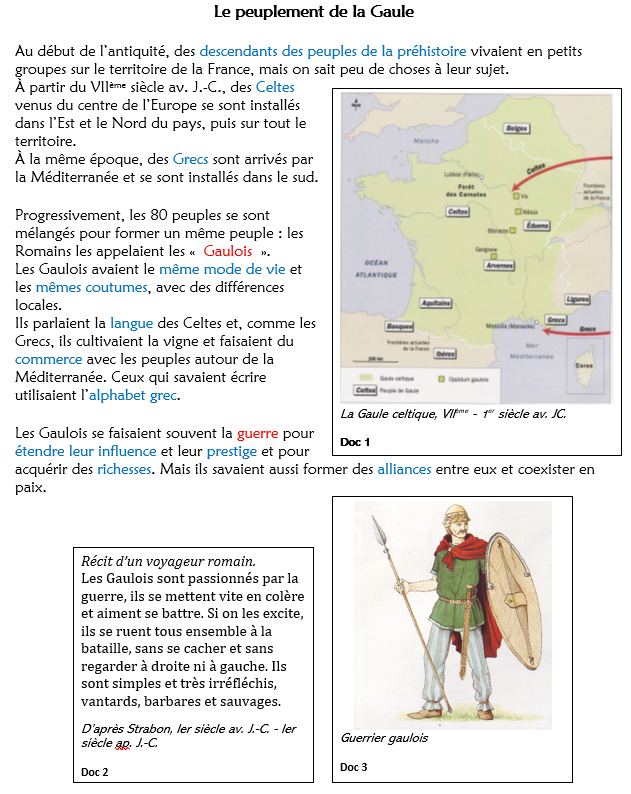 Le peuplement de la Gaule
Au début de l'antiquité, des descendants des peuples de la préhistoire vivaient en petits
groupes sur le territoire de la France, mais on sait peu de choses à leur sujet.
À partir du VIIème siècle av. J.-C., des Celtes
venus du centre de l'Europe se sont installés
dans l'Est et le Nord du pays, puis sur tout le
territoire.
À la même époque, des Grecs sont arrivés par
la Méditerranée et se sont installés dans le sud.
Progressivement, les 80 peuples se sont
mélangés pour former un même peuple : les
Romains les appelaient les « Gaulois ».
Les Gaulois avaient le même mode de vie et
les mêmes coutumes, avec des différences
locales.
Ils parlaient la langue des Celtes et, comme les
Grecs, ils cultivaient la vigne et faisaient du
commerce avec les peuples autour de la
Méditerranée. Ceux qui savaient écrire
utilisaient l'alphabet grec.
Manche
Belges
Celtes
Lutèce (Paris)
Forêt
des Carnutes
Frontières
actuelles
de la France
Vix
Celtes
Alésia
Bibracte
Éduens
Gergovie
Arvernes
OCÉAN
ATLANTIQUE
Aquitains
Ligures
Basques
Massilia (Marseille)
Grecs
Grecs
Frontières actuelles
de la France
Ibères
Mer
Méditerranée
Corse
200 km
Gaule celtique
Oppidum gaulois
Celtes
Peuple de Gaule
La Gaule celtique, VIIème - 1er siècle av. JC.
Doc 1
Les Gaulois se faisaient souvent la guerre pour
étendre leur influence et leur prestige et pour
acquérir des richesses. Mais ils savaient aussi former des alliances entre eux et coexister en
paix.
Récit d'un voyageur romain.
Les Gaulois sont passionnés par la
guerre, ils se mettent vite en colère
et aiment se battre. Si on les excite,
ils se ruent tous ensemble à la
bataille, sans se cacher et sans
regarder à droite ni à gauche. Ils
sont simples et très irréfléchis,
vantards, barbares et sauvages.
D'après Strabon, Ier siècle av. J.-C. - Ier
siècle ap. J.-C.
Doc 2
Guerrier gaulois
Doc 3